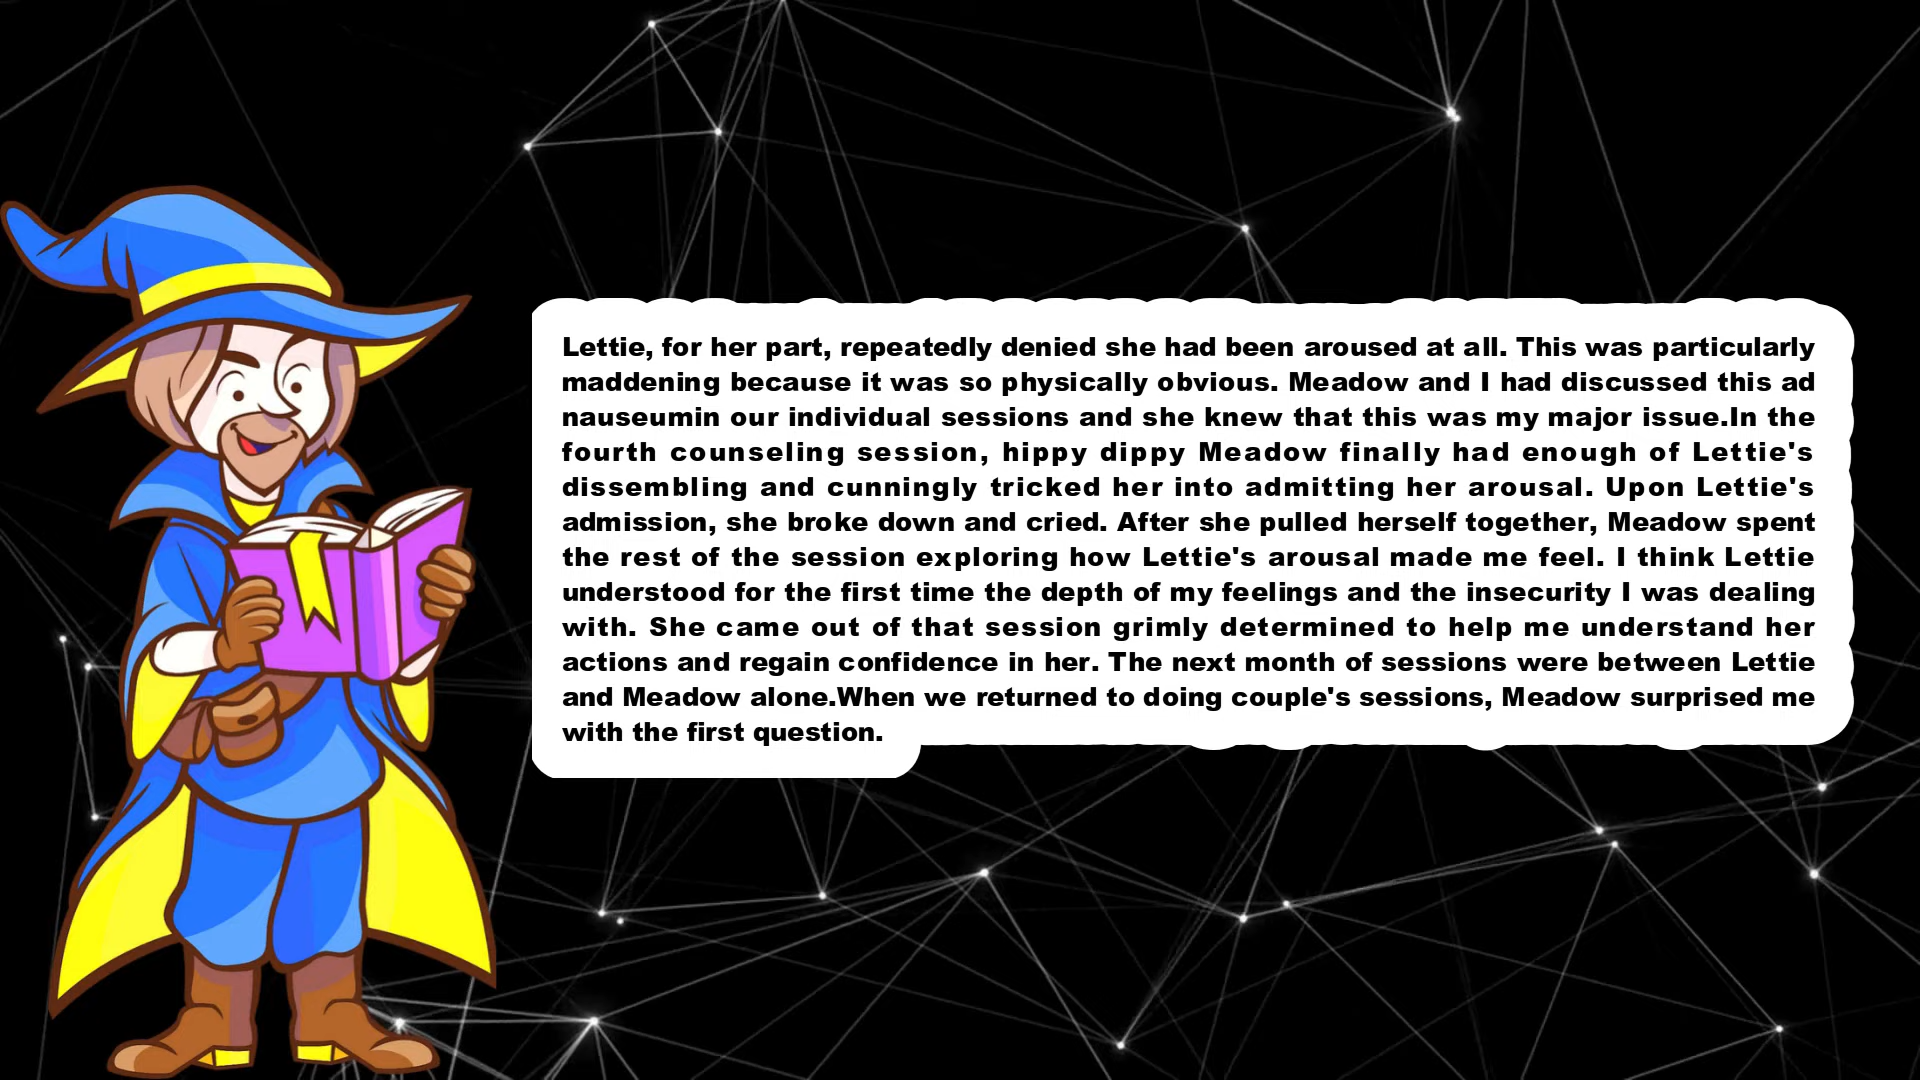 Lettie, for her part, repeatedly denied she had been aroused at all. This was particularly
maddening because it was so physically obvious. Meadow and I had discussed this ad
nauseumin our individual sessions and she knew that this was my major issue.In the
fourth counseling session, hippy dippy Meadow finally had enough of Lettie's
dissembling and cunningly tricked her into admitting her arousal. Upon Lettie's
admission, she broke down and cried. After she pulled herself together, Meadow spent
the rest of the session exploring how Lettie's arousal made me feel. I think Lettie
understood for the first time the depth of my feelings and the insecurity I was dealing
with. She came out of that session grimly determined to help me understand her
actions and regain confidence in her. The next month of sessions were between Lettie
and Meadow alone.When we returned to doing couple's sessions, Meadow surprised me
with the first question.